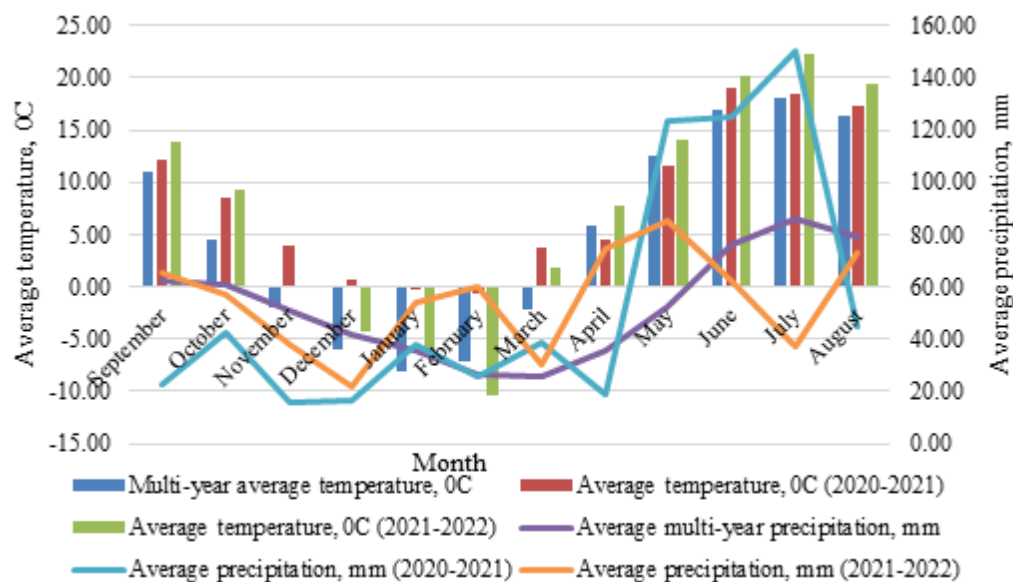 25.00
20.00
15.00
10.00
5.00
0.00
-5.00
-10.00
-15.00
Average temperature, 0C
160.00
140.00
120.00
100.00
80.00
60.00
40.00
20.00
0.00
Average precipitation, mm
September
October
November
December
January
February
March
April
May
June
July
August
Month
Multi-year average temperature, 0C
Average temperature, 0C (2020-2021)
Average temperature, 0C (2021-2022)
Average multi-year precipitation, mm
Average precipitation, mm (2020-2021)
Average precipitation, mm (2021-2022)